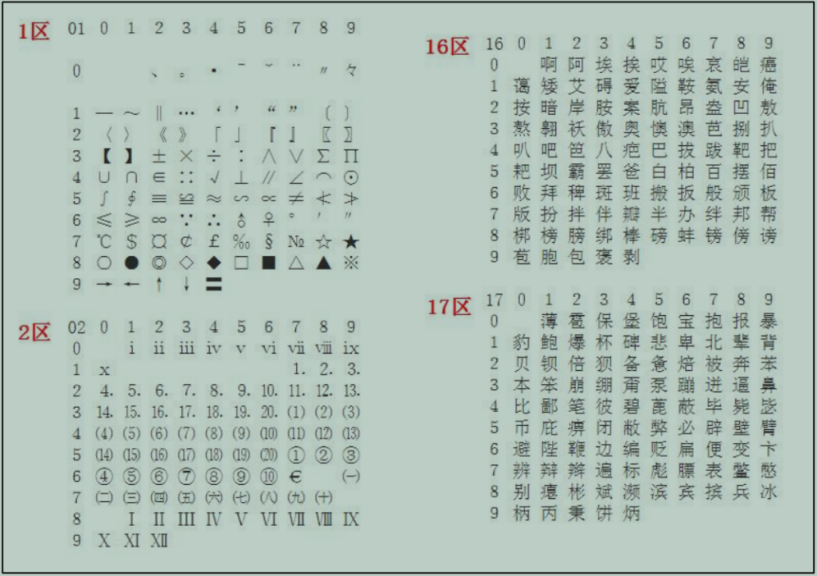 1区 01 0 1 2 3 4 5 6 7 8 9
0 、 。 · ˉ ˇ ¨ 〃 々
1 — ～ ‖ … ‘ ’ “ ” 〔 〕
2 〈 〉 《 》 「 」 『 』 〖 〗
3 【 】 ± × ÷ ∶ ∧ ∨ ∑ ∏
4 ∪ ∩ ∈ ∷ √ ⊥ ∥ ∠ ⌒ ⊙
5 ∫ ∮ ≡ ≌ ≈ ∽ ∝ ≠ ≮ ≯
6 ≤ ≥ ∞ ∵ ∴ ♂ ♀ ° ′ ″
7 ℃ $ ¤ ￠ ￡ ‰ § № ☆ ★
8 ○ ● ◎ ◇ ◆ □ ■ △ ▲ ※
9 → ← ↑ ↓ 〓
2区 02 0 1 2 3 4 5 6 7 8 9
0 ⅰ ⅱ ⅲ ⅳ ⅴ ⅵ ⅶ ⅷ ⅸ
1 ⅹ 1. 2. 3.
2 4. 5. 6. 7. 8. 9. 10. 11. 12. 13.
3 14. 15. 16. 17. 18. 19. 20. ⑴ ⑵ ⑶
4 ⑷ ⑸ ⑹ ⑺ ⑻ ⑼ ⑽ ⑾ ⑿ ⒀
5 ⒁ ⒂ ⒃ ⒄ ⒅ ⒆ ⒇ ① ② ③
6 ④ ⑤ ⑥ ⑦ ⑧ ⑨ ⑩ € ㈠
7 ㈡ ㈢ ㈣ ㈤ ㈥ ㈦ ㈧ ㈨ ㈩
8 Ⅰ Ⅱ Ⅲ Ⅳ Ⅴ Ⅵ Ⅶ Ⅷ Ⅸ
9 Ⅹ Ⅺ Ⅻ
16区 16 0 1 2 3 4 5 6 7 8 9
0 啊 阿 埃 挨 哎 唉 哀 皑 癌
1 蔼 矮 艾 碍 爱 隘 鞍 氨 安 俺
2 按 暗 岸 胺 案 肮 昂 盎 凹 敖
3 熬 翱 袄 傲 奥 懊 澳 芭 捌 扒
4 叭 吧 笆 八 疤 巴 拔 跋 靶 把
5 耙 坝 霸 罢 爸 白 柏 百 摆 佰
6 败 拜 稗 斑 班 搬 扳 般 颁 板
7 版 扮 拌 伴 瓣 半 办 绊 邦 帮
8 梆 榜 膀 绑 棒 磅 蚌 镑 傍 谤
9 苞 胞 包 褒 剥
17区 17 0 1 2 3 4 5 6 7 8 9
0 薄 雹 保 堡 饱 宝 抱 报 暴
1 豹 鲍 爆 杯 碑 悲 卑 北 辈 背
2 贝 钡 倍 狈 备 惫 焙 被 奔 苯
3 本 笨 崩 绷 甭 泵 蹦 迸 逼 鼻
4 比 鄙 笔 彼 碧 蓖 蔽 毕 毙 毖
5 币 庇 痹 闭 敝 弊 必 辟 壁 臂
6 避 陛 鞭 边 编 贬 扁 便 变 卞
7 辨 辩 辫 遍 标 彪 膘 表 鳖 憋
8 别 瘪 彬 斌 濒 滨 宾 摈 兵 冰
9 柄 丙 秉 饼 炳